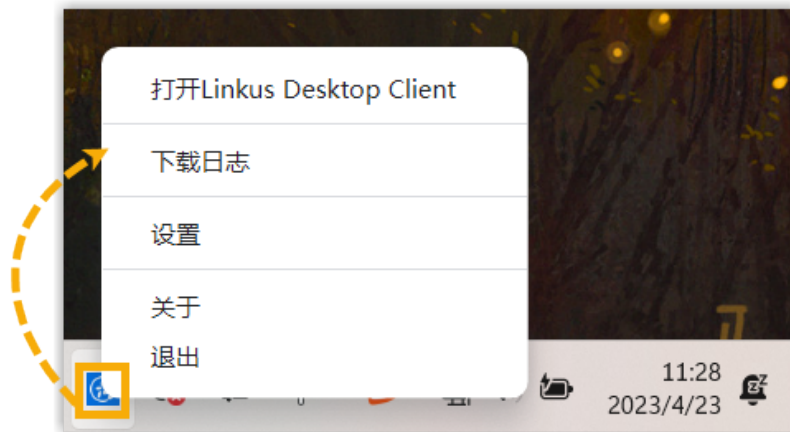 打开Linkus Desktop Client
下载日志
设置
关于
退出
11:28
2023/4/23